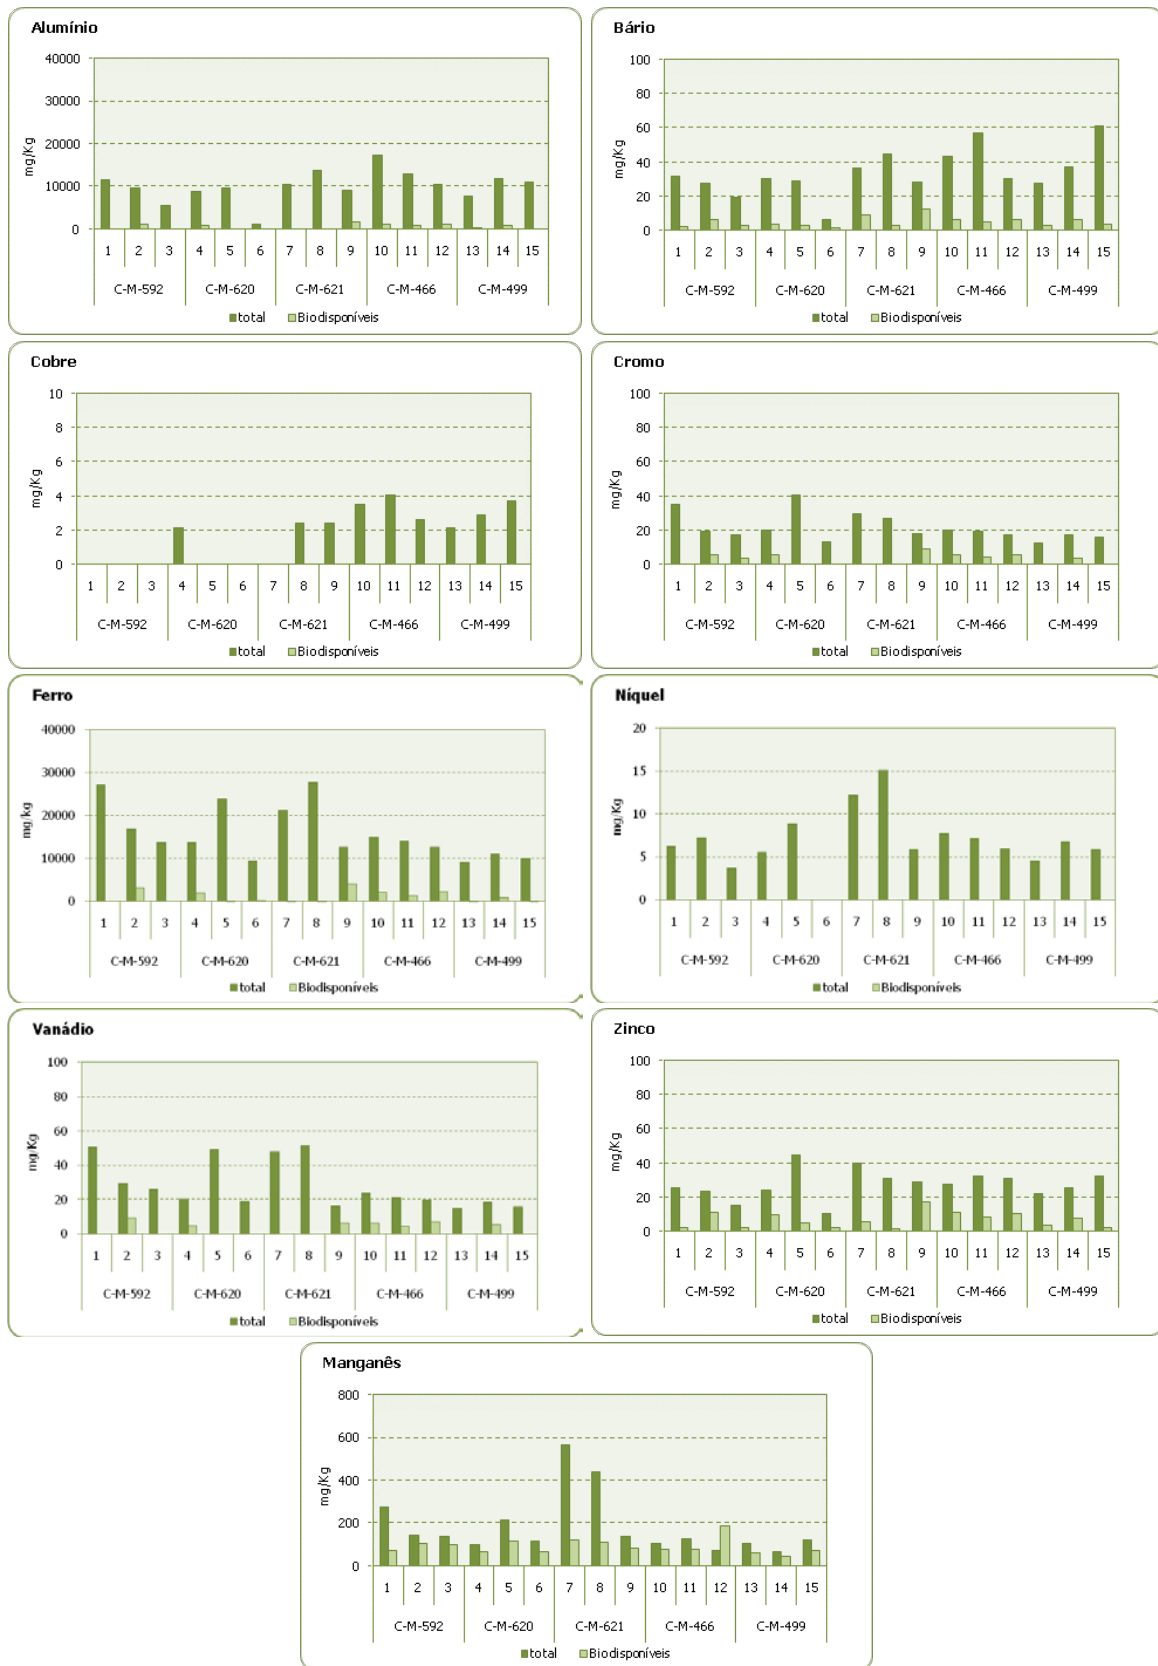 Alumínio
40000
30000
20000
10000
0
mg/Kg
1 2 3 4 5 6 7 8 9 10 11 12 13 14 15
C-M-592 C-M-620 C-M-621 C-M-466 C-M-499
total Biodisponíveis
Bário
100
80
60
40
20
0
mg/Kg
1 2 3 4 5 6 7 8 9 10 11 12 13 14 15
C-M-592 C-M-620 C-M-621 C-M-466 C-M-499
total Biodisponíveis
Cobre
10
8
6
4
2
0
mg/Kg
1 2 3 4 5 6 7 8 9 10 11 12 13 14 15
C-M-592 C-M-620 C-M-621 C-M-466 C-M-499
total Biodisponíveis
Cromo
100
80
60
40
20
0
mg/Kg
1 2 3 4 5 6 7 8 9 10 11 12 13 14 15
C-M-592 C-M-620 C-M-621 C-M-466 C-M-499
total Biodisponíveis
Ferro
40000
30000
20000
10000
0
mg/kg
1 2 3 4 5 6 7 8 9 10 11 12 13 14 15
C-M-592 C-M-620 C-M-621 C-M-466 C-M-499
total Biodisponíveis
Níquel
20
15
10
5
0
mg/kg
1 2 3 4 5 6 7 8 9 10 11 12 13 14 15
C-M-592 C-M-620 C-M-621 C-M-466 C-M-499
total Biodisponíveis
Vanádio
100
80
60
40
20
0
mg/Kg
1 2 3 4 5 6 7 8 9 10 11 12 13 14 15
C-M-592 C-M-620 C-M-621 C-M-466 C-M-499
total Biodisponíveis
Zinco
100
80
60
40
20
0
mg/Kg
1 2 3 4 5 6 7 8 9 10 11 12 13 14 15
C-M-592 C-M-620 C-M-621 C-M-466 C-M-499
total Biodisponíveis
Manganês
800
600
400
200
0
mg/Kg
1 2 3 4 5 6 7 8 9 10 11 12 13 14 15
C-M-592 C-M-620 C-M-621 C-M-466 C-M-499
total Biodisponíveis